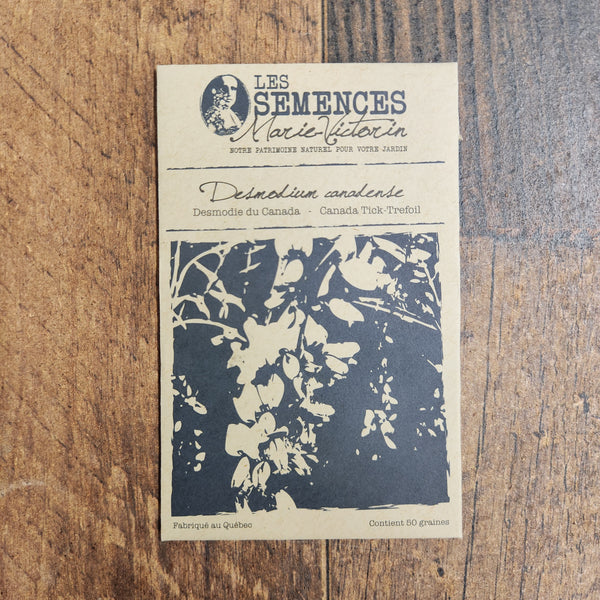 LES
SEMENCES
Marie-Victorin
NOTRE PATRIMOINE NATUREL POUR VOTRE JARDIN
Desmodium canadense
Desmodie du Canada - Canada Tick-Trefoil
Fabriqué au Québec
Contient 50 graines